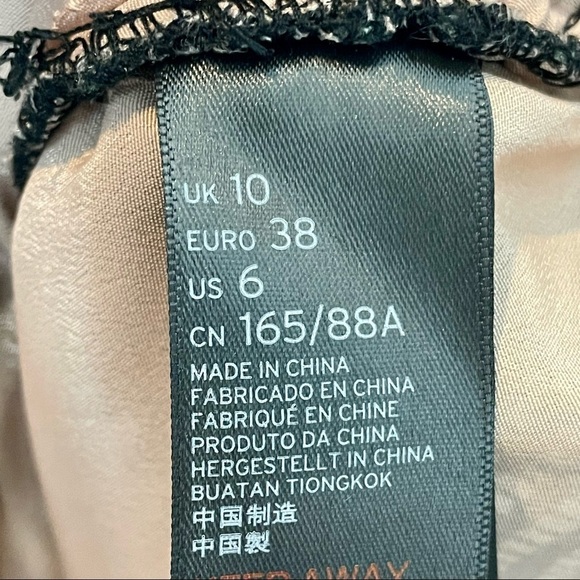 UK 10
EURO 38
US 6
CN 165/88A
MADE IN CHINA
FABRICADO EN CHINA
FABRIQUÉ EN CHINE
PRODUTO DA CHINA
HERGESTELLT IN CHINA
BUATAN TIONGKOK
中国制造
中国製
AWAY